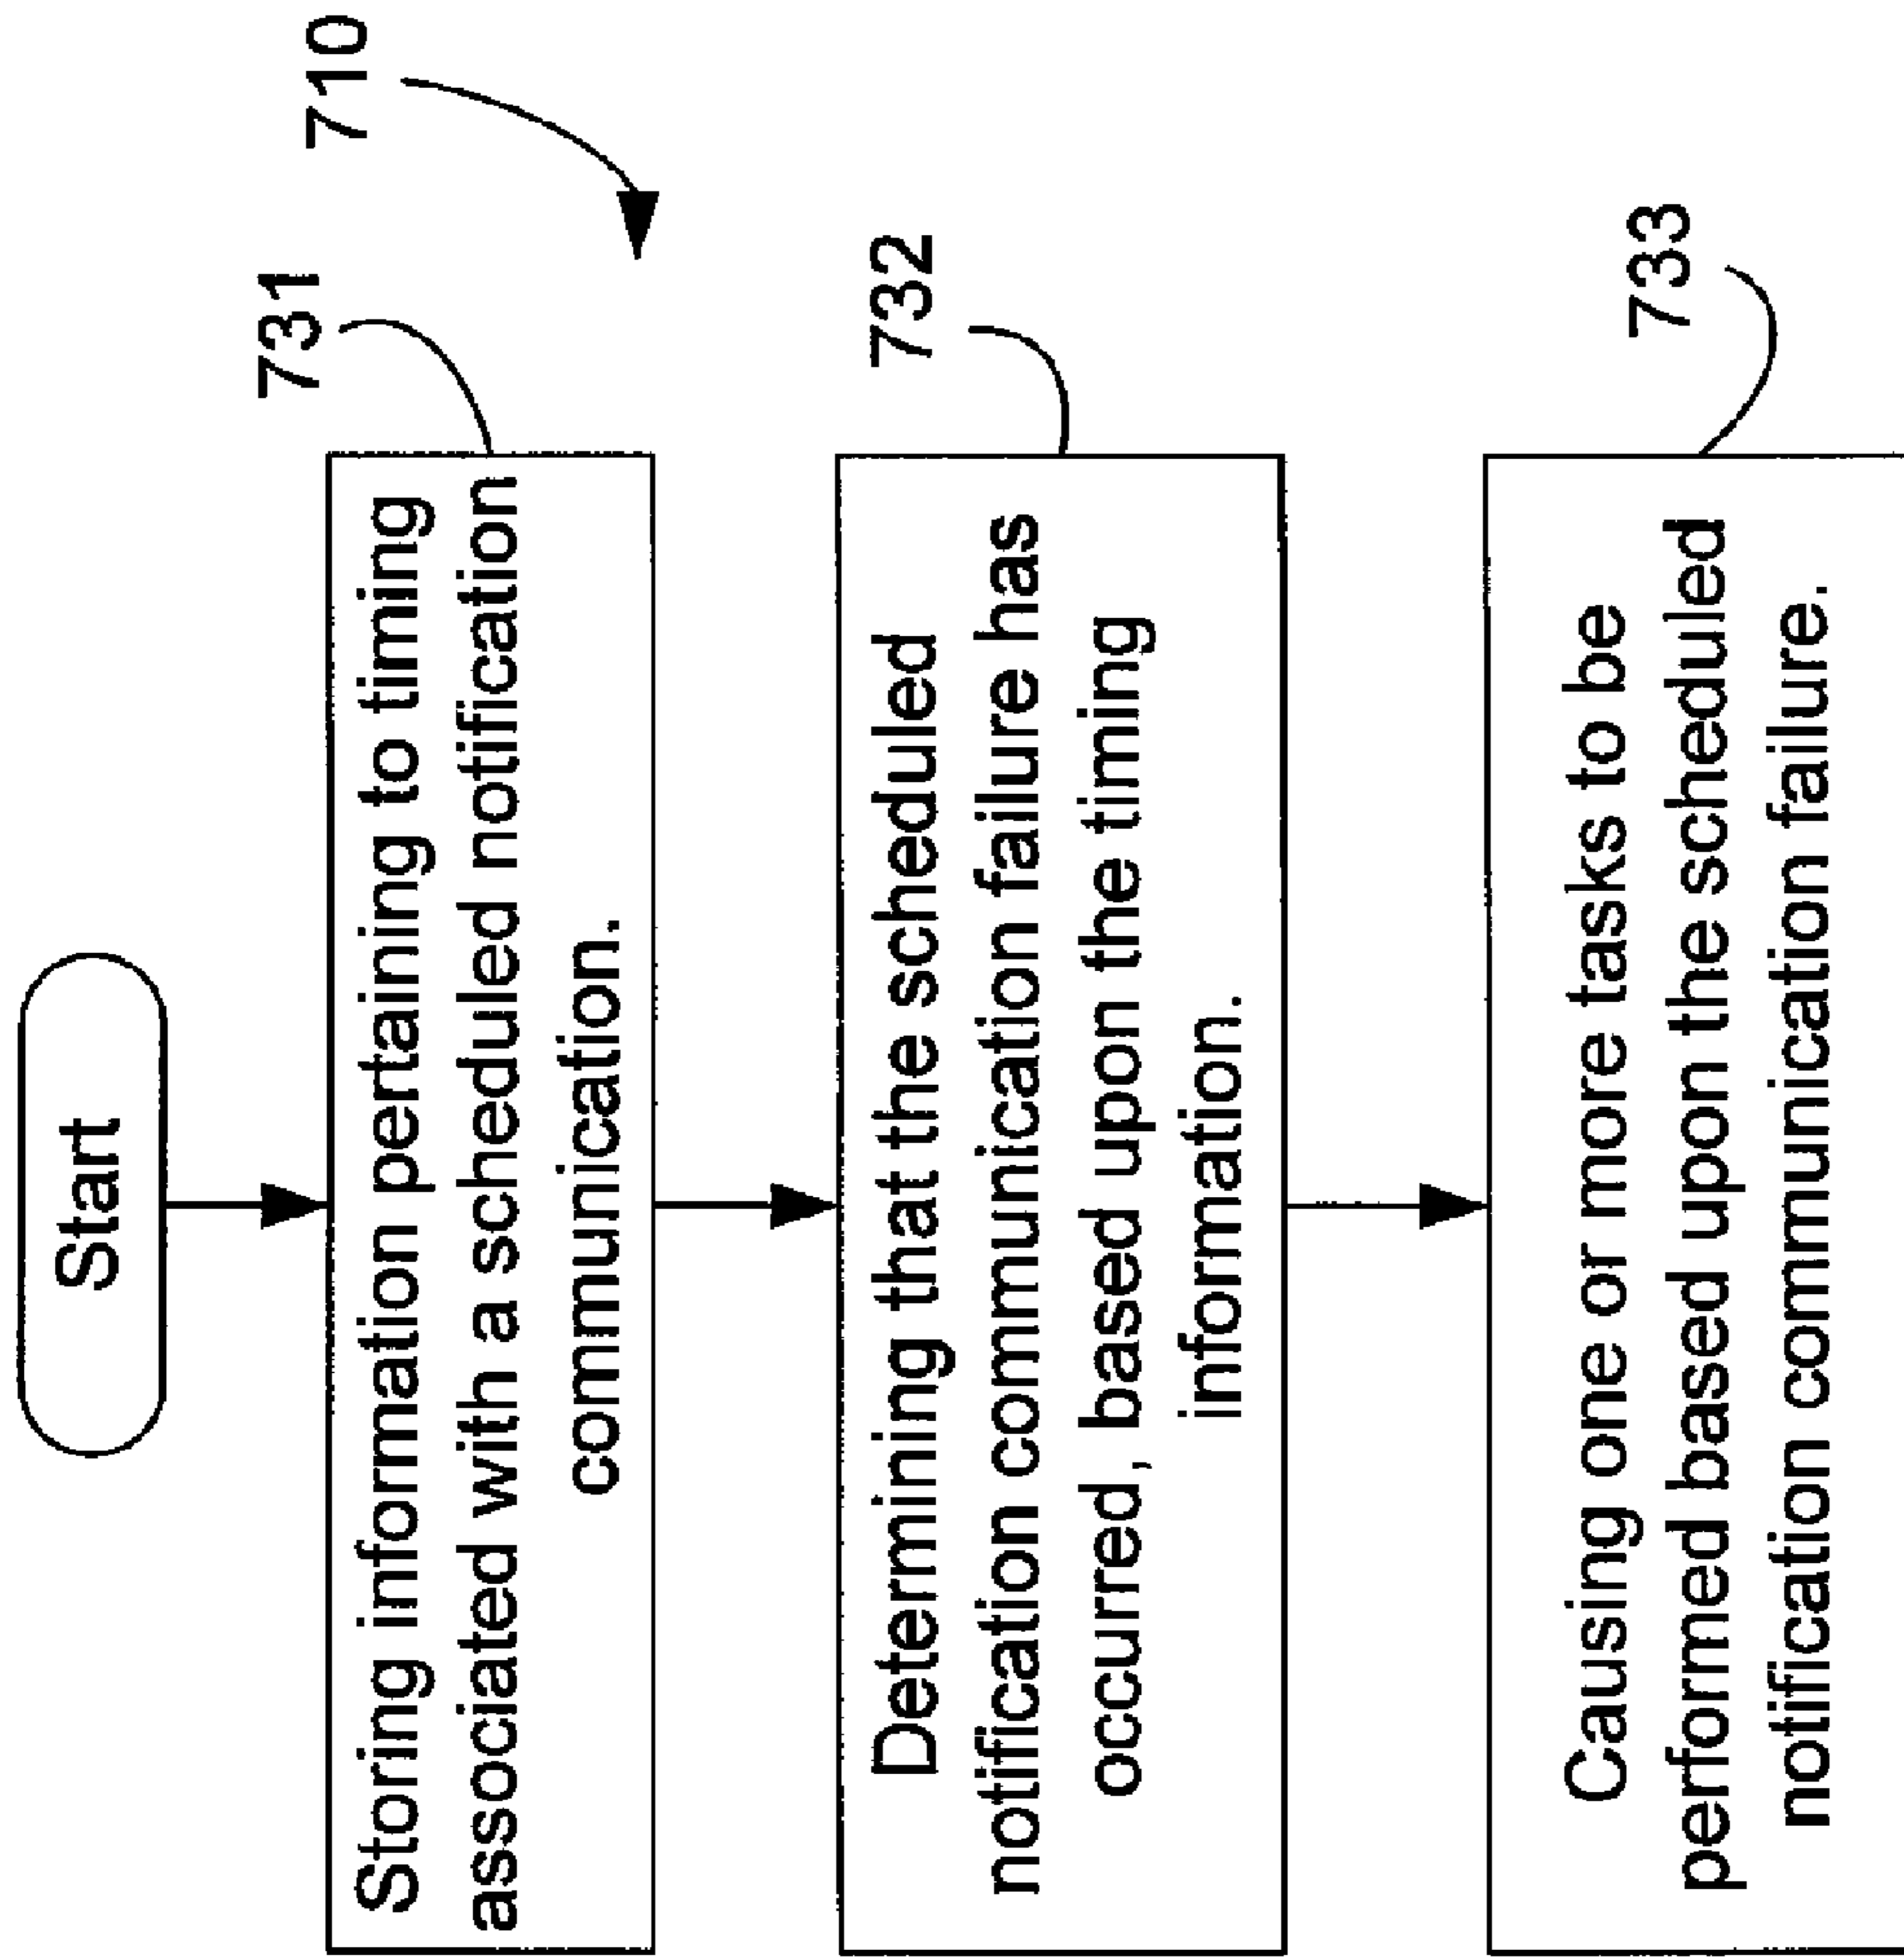 Start
710
731
Storing information pertaining to timing
associated with a scheduled notification
communication.
732
Determining that the scheduled
notification communication failure has
occurred, based upon the timing
information.
733
Causing one or more tasks to be
performed based upon the scheduled
notification communication failure.